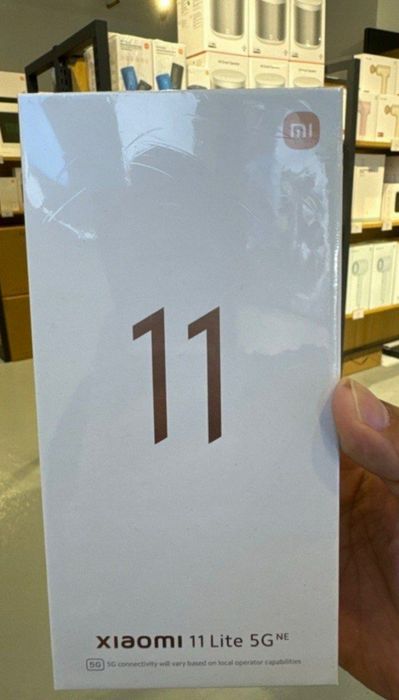 mi
11
xiaomi 11 Lite 5G NE
5G 5G connectivity will vary based on local operator capabilities